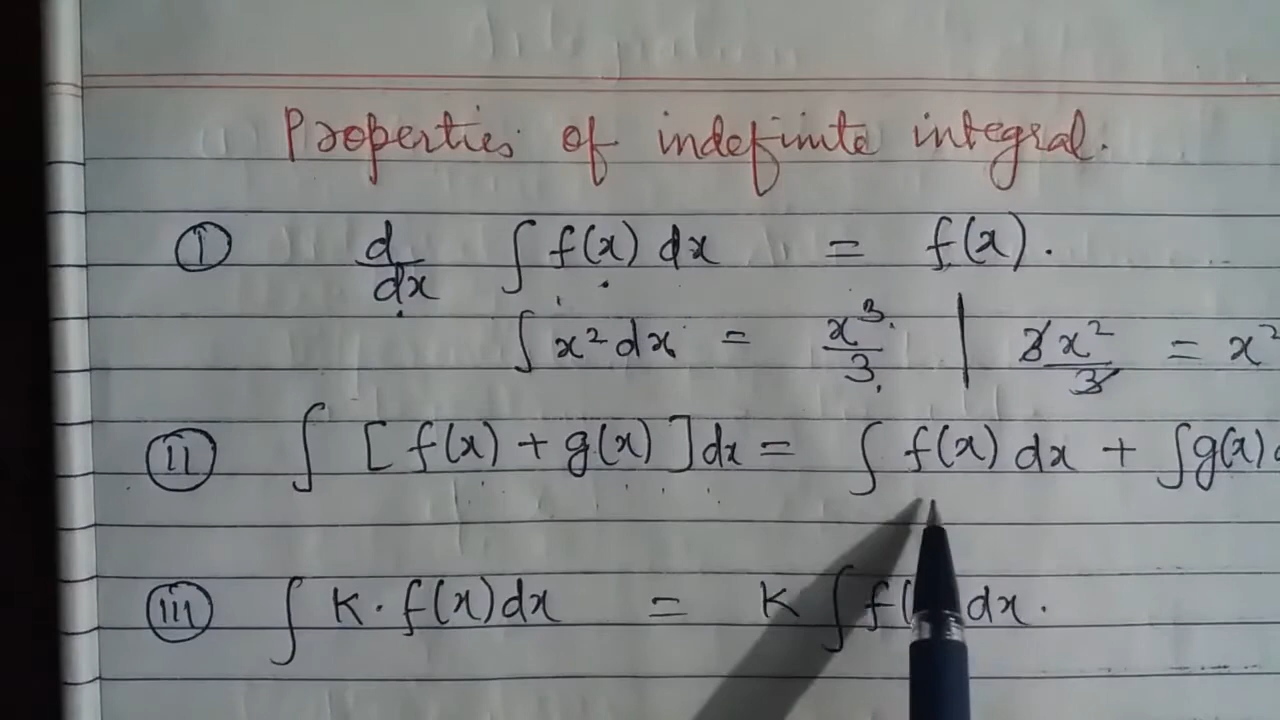 Properties of indefinite integral.
(i) d/dx ∫ f(x) dx = f(x).
∫ x² dx = x³/3 | 3x²/3 = x²
(ii) ∫ [f(x) + g(x)] dx = ∫ f(x) dx + ∫ g(x)
(iii) ∫ K · f(x) dx = K ∫ f( dx.